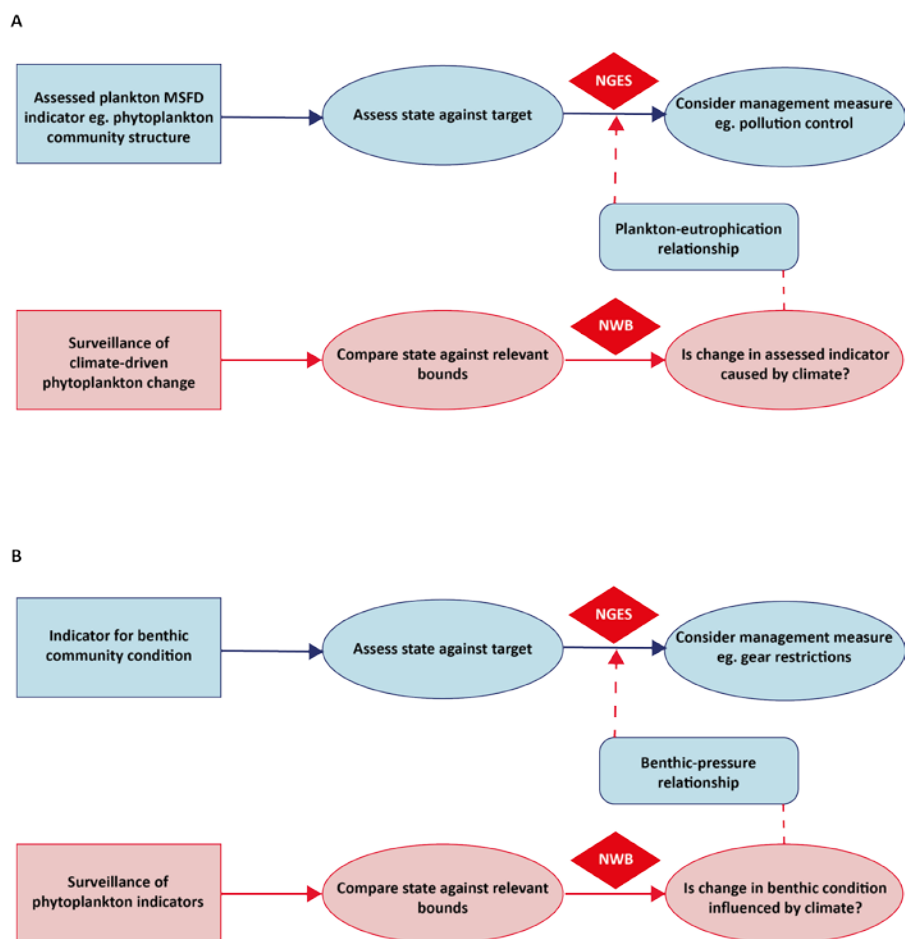 A
NGES
Assessed plankton MSFD
indicator eg. phytoplankton
community structure
Assess state against target
Consider management measure
eg. pollution control
Plankton-eutrophication
relationship
NWB
Surveillance of
climate-driven
phytoplankton change
Compare state against relevant
bounds
Is change in assessed indicator
caused by climate?
B
NGES
Indicator for benthic
community condition
Assess state against target
Consider management measure
eg. gear restrictions
Benthic-pressure
relationship
NWB
Surveillance of
phytoplankton indicators
Compare state against relevant
bounds
Is change in benthic condition
influenced by climate?